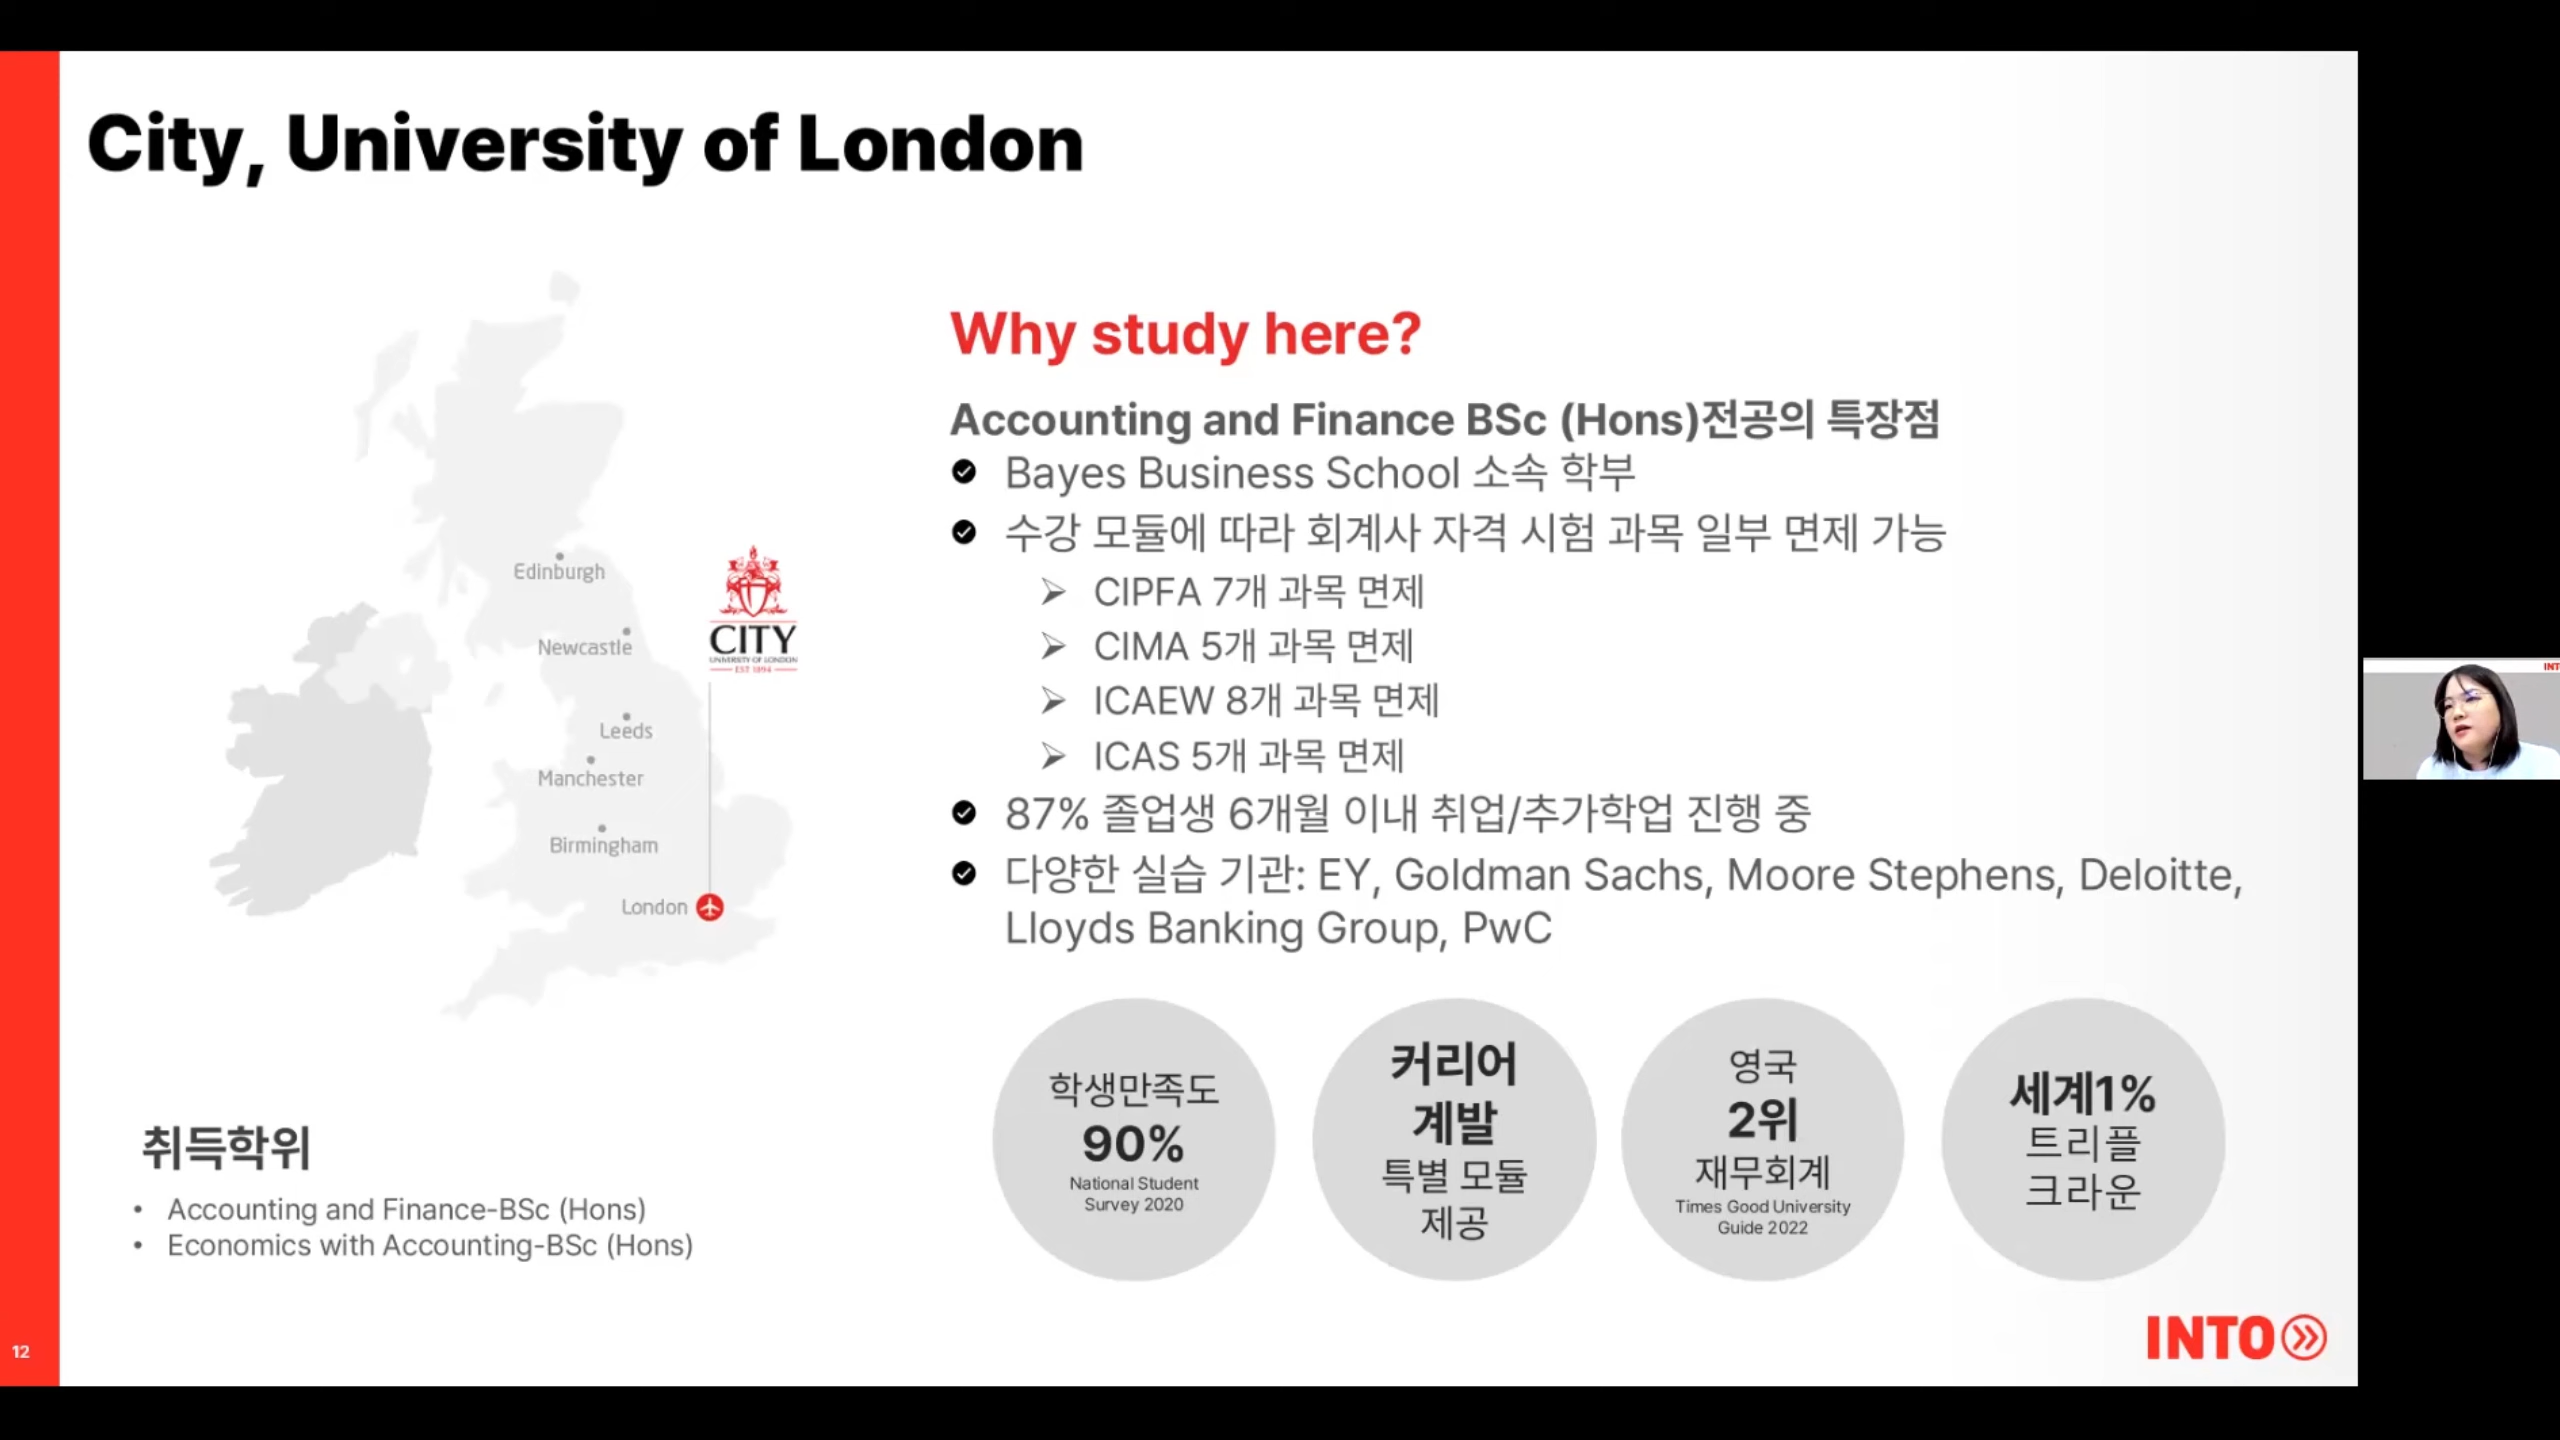 City, University of London
Edinburgh
Newcastle
Leeds
Manchester
Birmingham
London
CITY
UNIVERSITY OF LONDON
EST 1894
취득학위
• Accounting and Finance-BSc (Hons)
• Economics with Accounting-BSc (Hons)
Why study here?
Accounting and Finance BSc (Hons)전공의 특장점
Bayes Business School 소속 학부
수강 모듈에 따라 회계사 자격 시험 과목 일부 면제 가능
CIPFA 7개 과목 면제
CIMA 5개 과목 면제
ICAEW 8개 과목 면제
ICAS 5개 과목 면제
87% 졸업생 6개월 이내 취업/추가학업 진행 중
다양한 실습 기관: EY, Goldman Sachs, Moore Stephens, Deloitte,
Lloyds Banking Group, PwC
학생만족도
90%
National Student
Survey 2020
커리어
계발
특별 모듈
제공
영국
2위
재무회계
Times Good University
Guide 2022
세계1%
트리플
크라운
12
INTO
INT